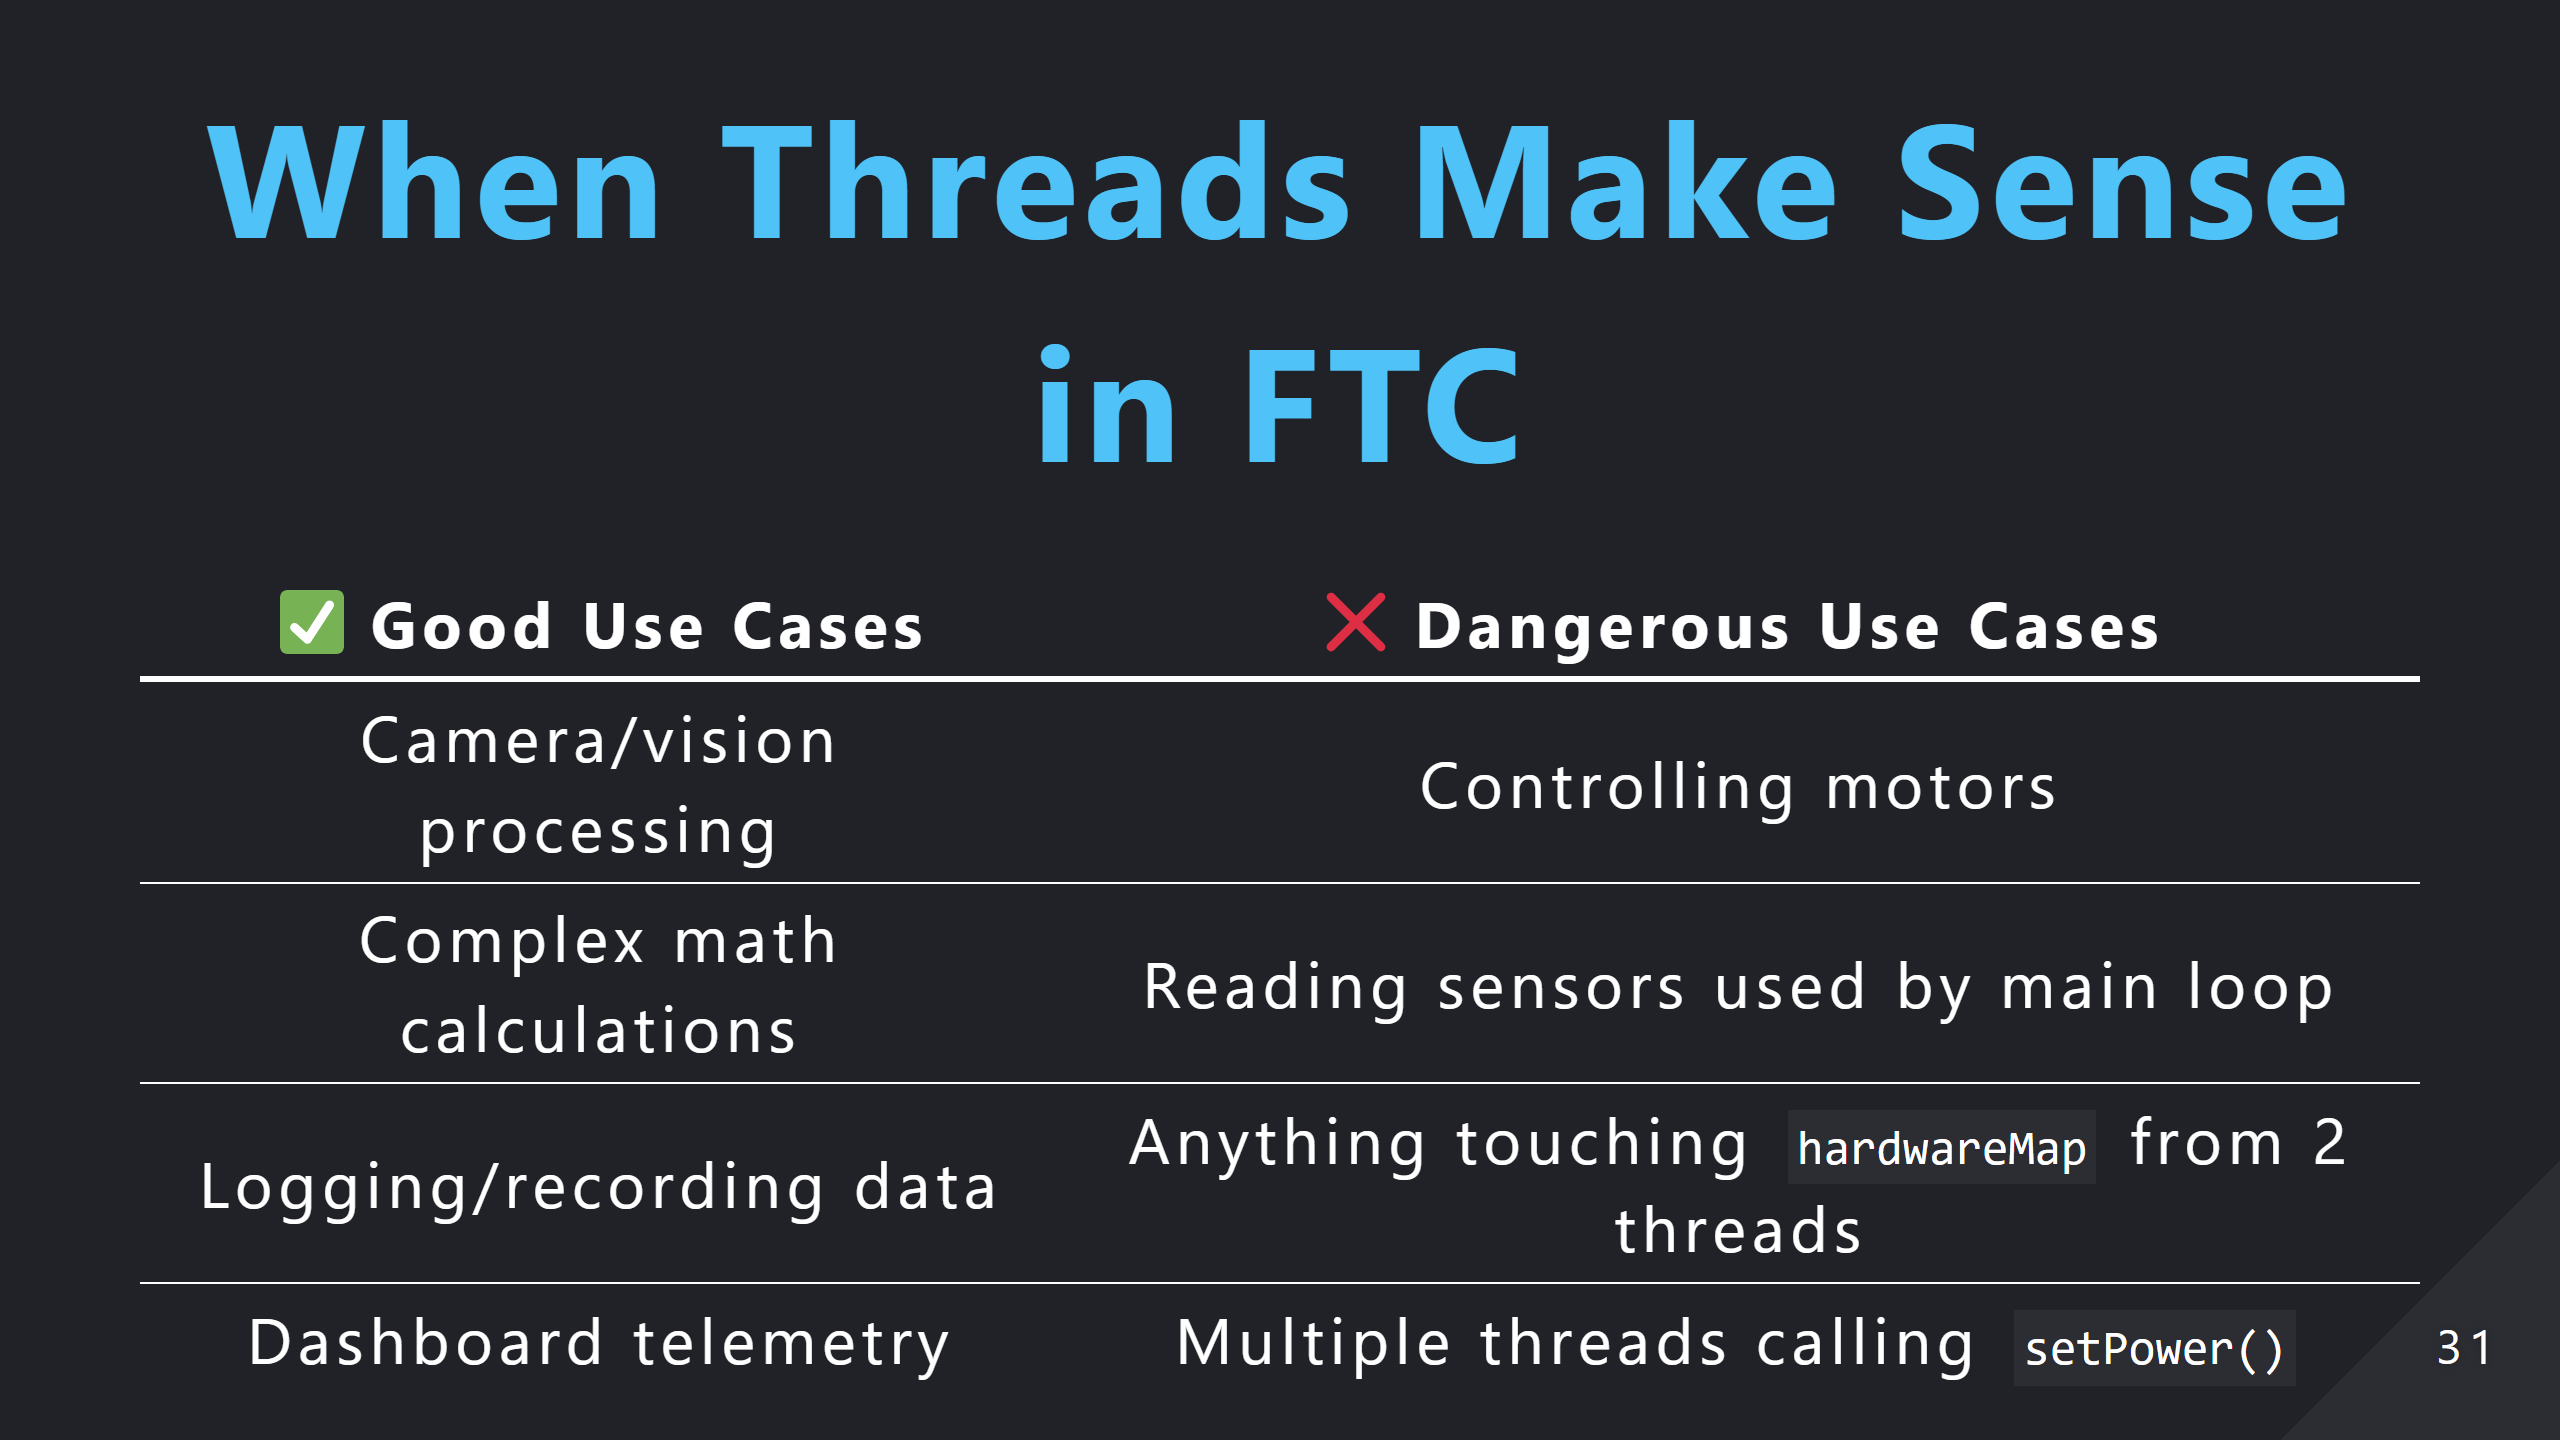 When Threads Make Sense
in FTC
✅ Good Use Cases
❌ Dangerous Use Cases
Camera/vision
processing
Controlling motors
Complex math
calculations
Reading sensors used by main loop
Logging/recording data
Anything touching hardwareMap from 2
threads
Dashboard telemetry
Multiple threads calling setPower()
31